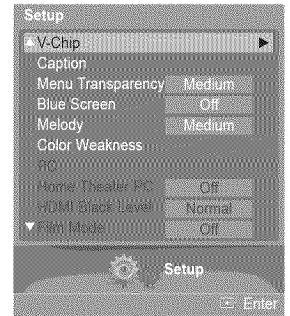 Setup
V-Chip
Caption
Menu Transparency Medium
Blue Screen Off
Melody Medium
Color Weakness
PC
Home Theater PC Off
HDMI Black Level Normal
Film Mode Off
Setup
Enter